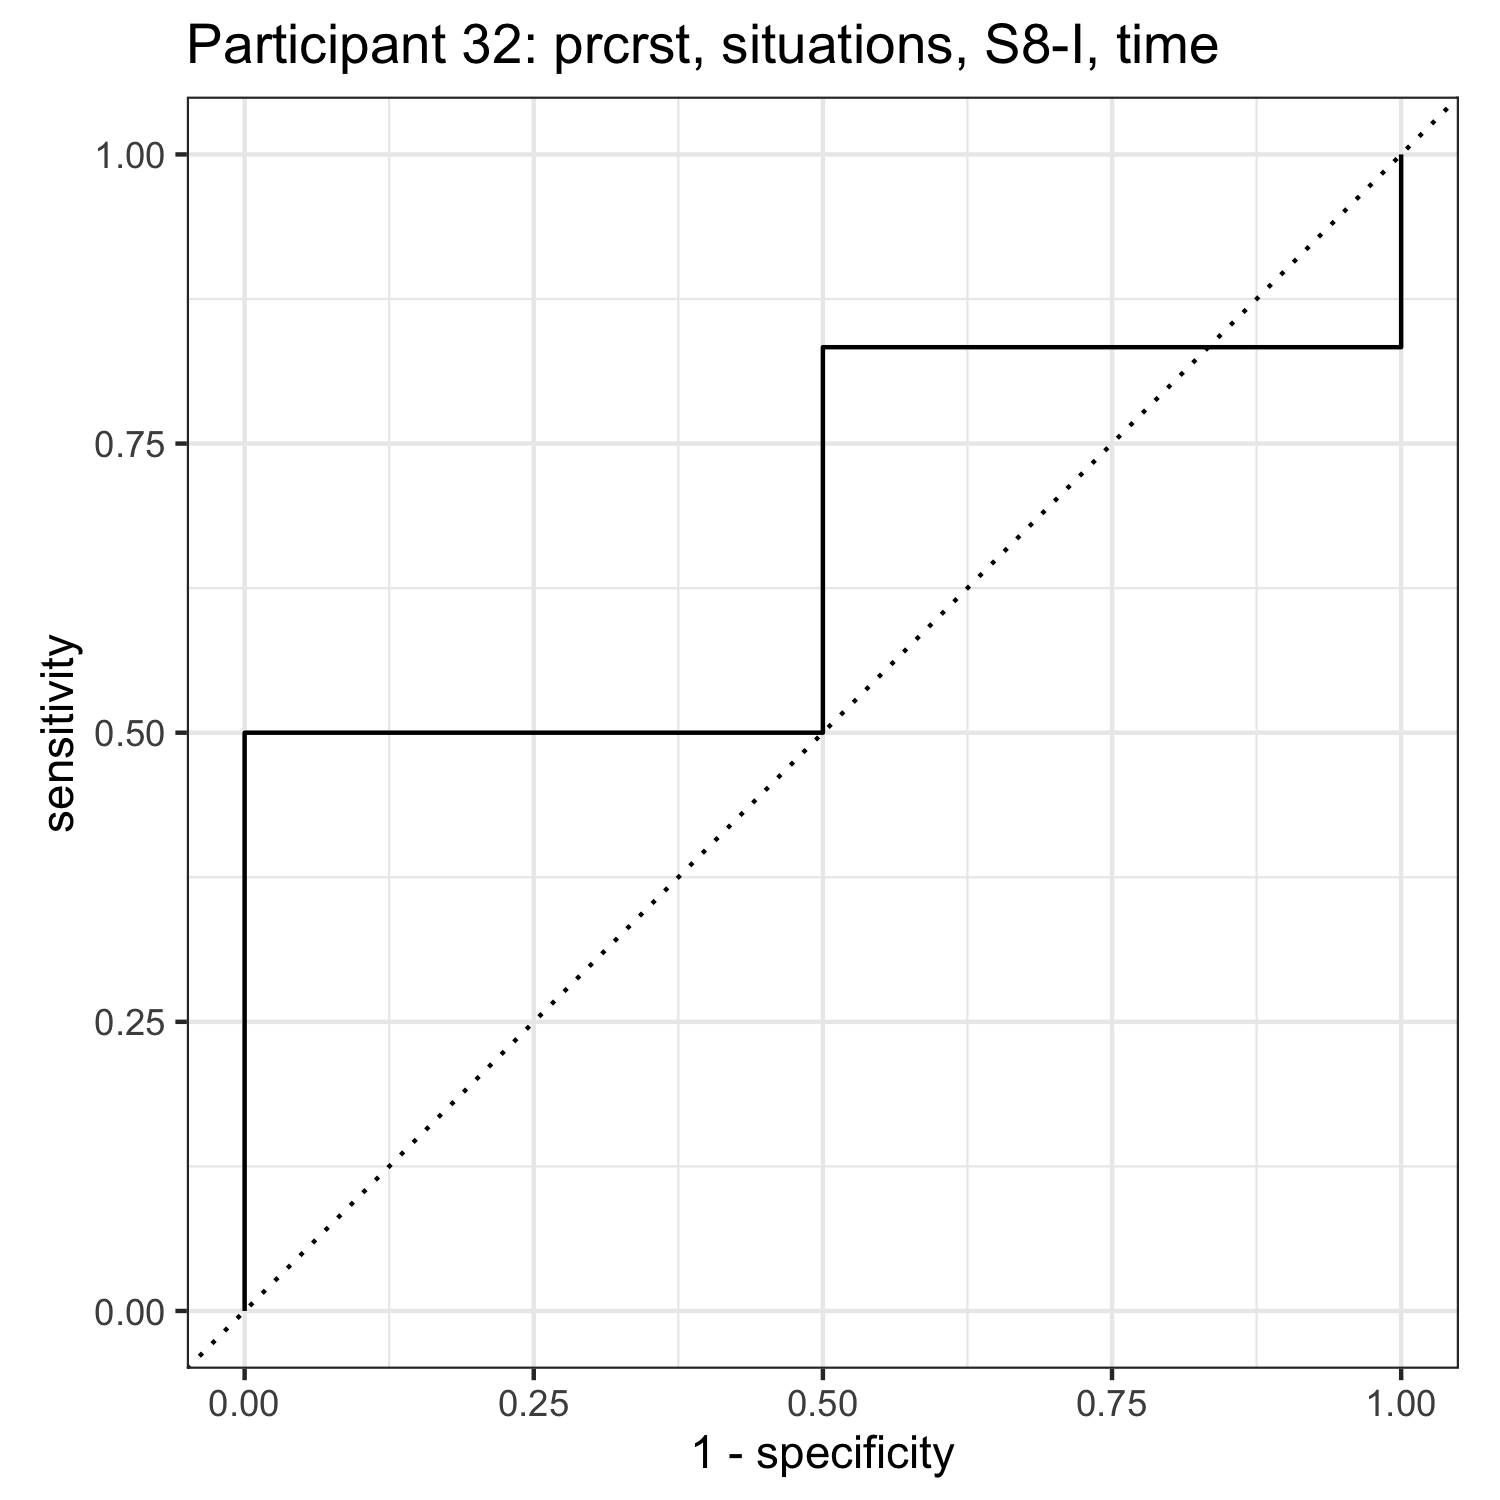 Participant 32: prcrst, situations, S8-I, time
1.00
0.75
0.50
0.25
0.00
sensitivity
0.00 0.25 0.50 0.75 1.00
1 - specificity